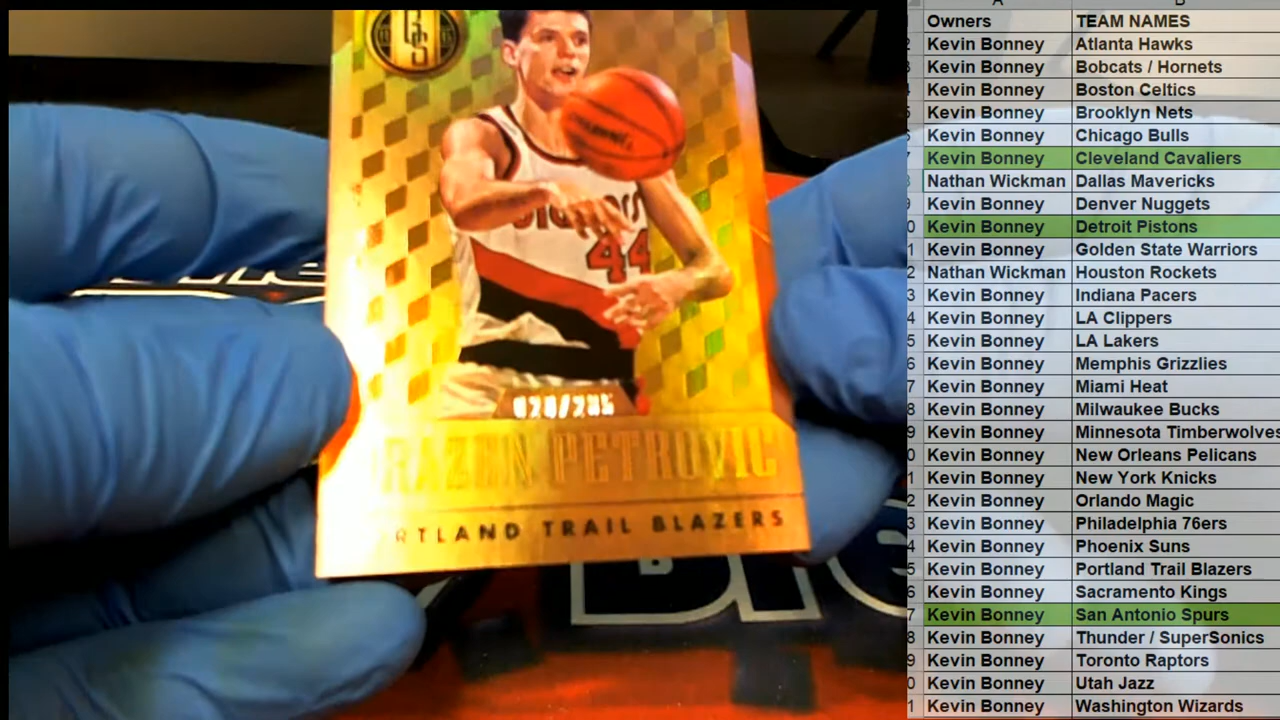 GS
44
RAZEN PETROVIC
RTLAND TRAIL BLAZERS
Owners TEAM NAMES
Kevin Bonney Atlanta Hawks
Kevin Bonney Bobcats / Hornets
Kevin Bonney Boston Celtics
Kevin Bonney Brooklyn Nets
Kevin Bonney Chicago Bulls
Kevin Bonney Cleveland Cavaliers
Nathan Wickman Dallas Mavericks
Kevin Bonney Denver Nuggets
Kevin Bonney Detroit Pistons
Kevin Bonney Golden State Warriors
Nathan Wickman Houston Rockets
Kevin Bonney Indiana Pacers
Kevin Bonney LA Clippers
Kevin Bonney LA Lakers
Kevin Bonney Memphis Grizzlies
Kevin Bonney Miami Heat
Kevin Bonney Milwaukee Bucks
Kevin Bonney Minnesota Timberwolves
Kevin Bonney New Orleans Pelicans
Kevin Bonney New York Knicks
Kevin Bonney Orlando Magic
Kevin Bonney Philadelphia 76ers
Kevin Bonney Phoenix Suns
Kevin Bonney Portland Trail Blazers
Kevin Bonney Sacramento Kings
Kevin Bonney San Antonio Spurs
Kevin Bonney Thunder / SuperSonics
Kevin Bonney Toronto Raptors
Kevin Bonney Utah Jazz
Kevin Bonney Washington Wizards